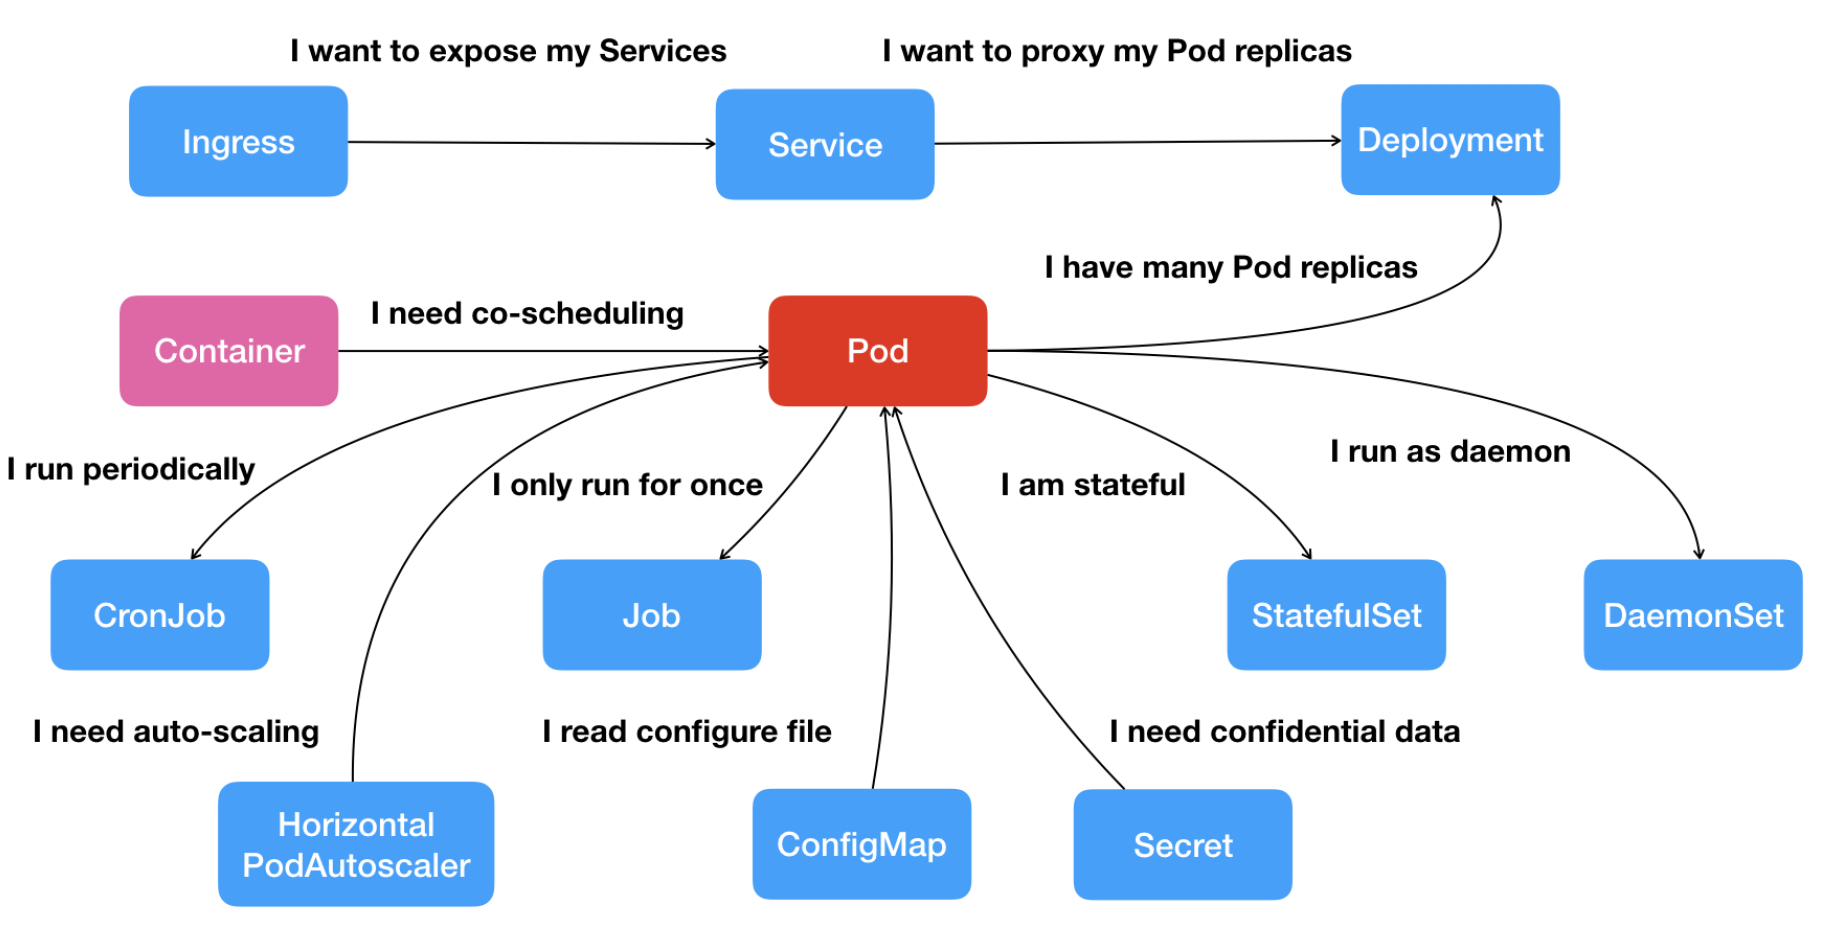 I want to expose my Services
I want to proxy my Pod replicas
Ingress
Service
Deployment
I have many Pod replicas
I need co-scheduling
Container
Pod
I run periodically
I only run for once
I am stateful
I run as daemon
CronJob
Job
StatefulSet
DaemonSet
I need auto-scaling
I read configure file
I need confidential data
Horizontal
PodAutoscaler
ConfigMap
Secret